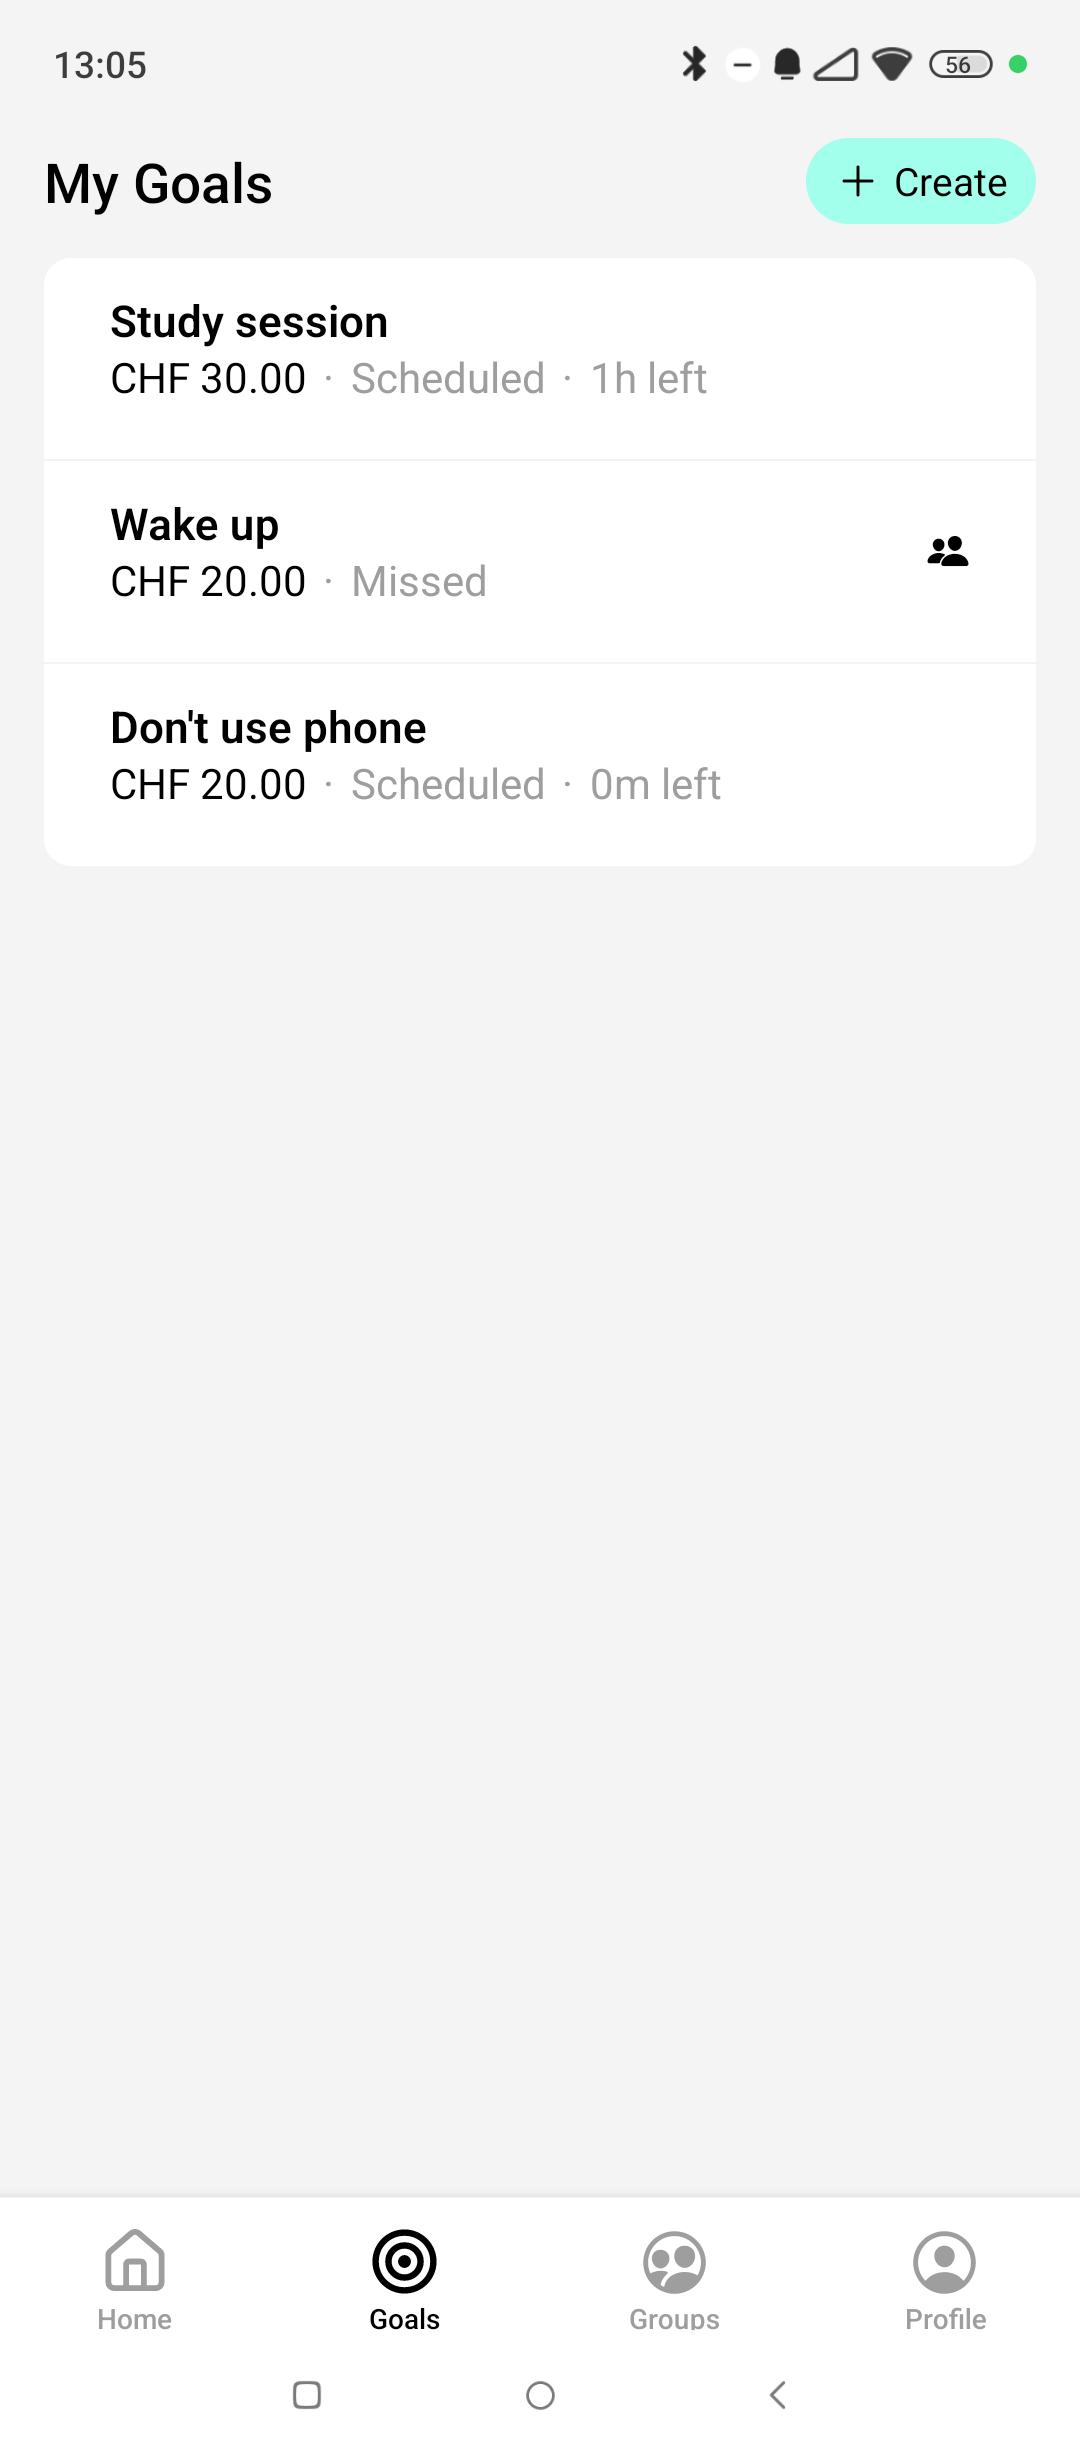 13:05
56
My Goals
+ Create
Study session
CHF 30.00 · Scheduled · 1h left
Wake up
CHF 20.00 · Missed
Don't use phone
CHF 20.00 · Scheduled · 0m left
Home
Goals
Groups
Profile